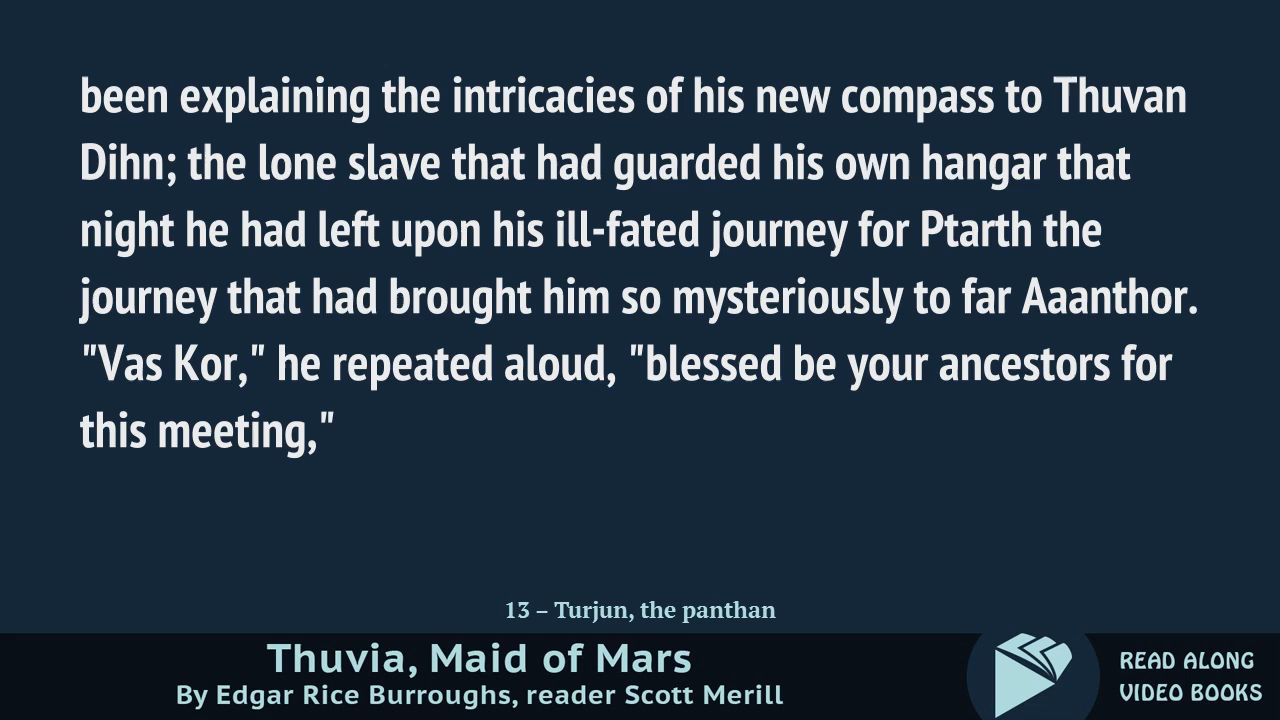 been explaining the intricacies of his new compass to Thuvan
Dihn; the lone slave that had guarded his own hangar that
night he had left upon his ill-fated journey for Ptarth the
journey that had brought him so mysteriously to far Aaanthor.
"Vas Kor," he repeated aloud, "blessed be your ancestors for
this meeting,"
13 – Turjun, the panthan
Thuvia, Maid of Mars
By Edgar Rice Burroughs, reader Scott Merill
READ ALONG
VIDEO BOOKS